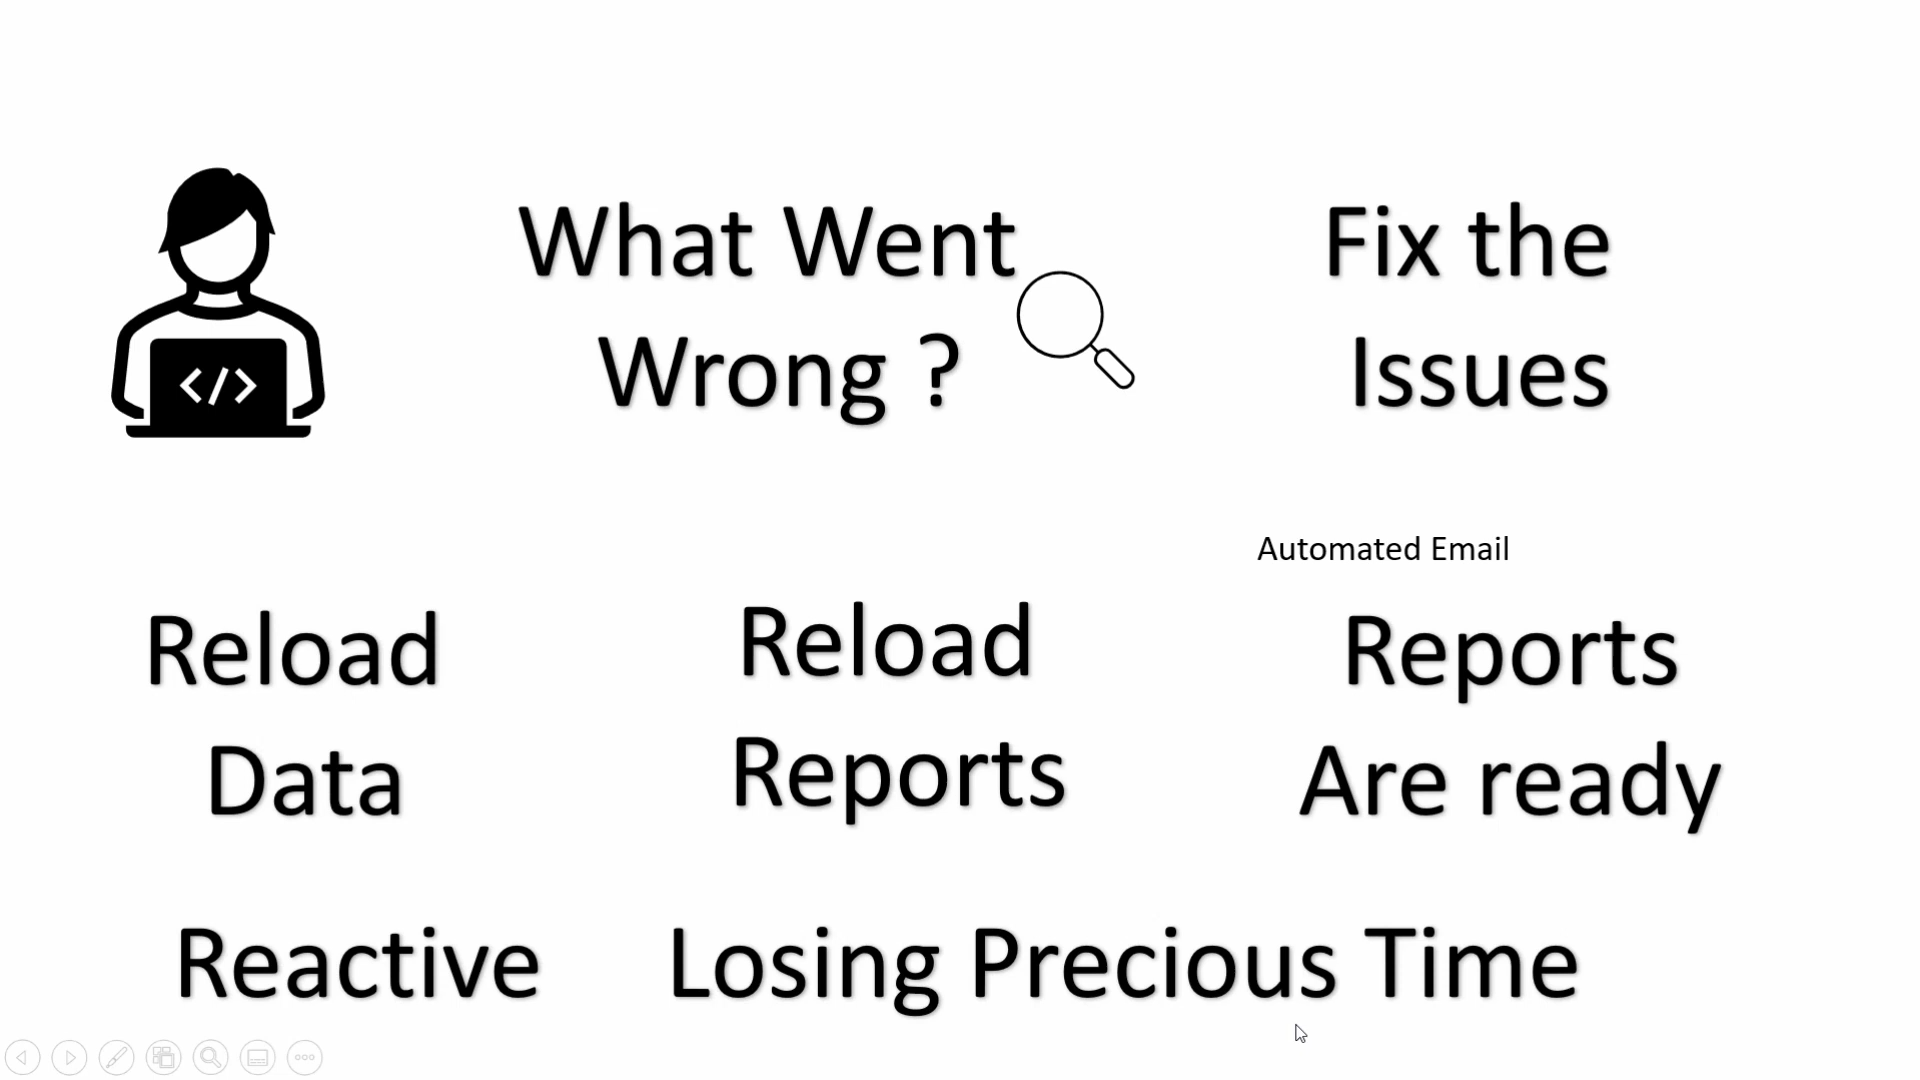 What Went
Wrong ?
Fix the
Issues
</>
Automated Email
Reload
Data
Reload
Reports
Reports
Are ready
Reactive
Losing Precious Time